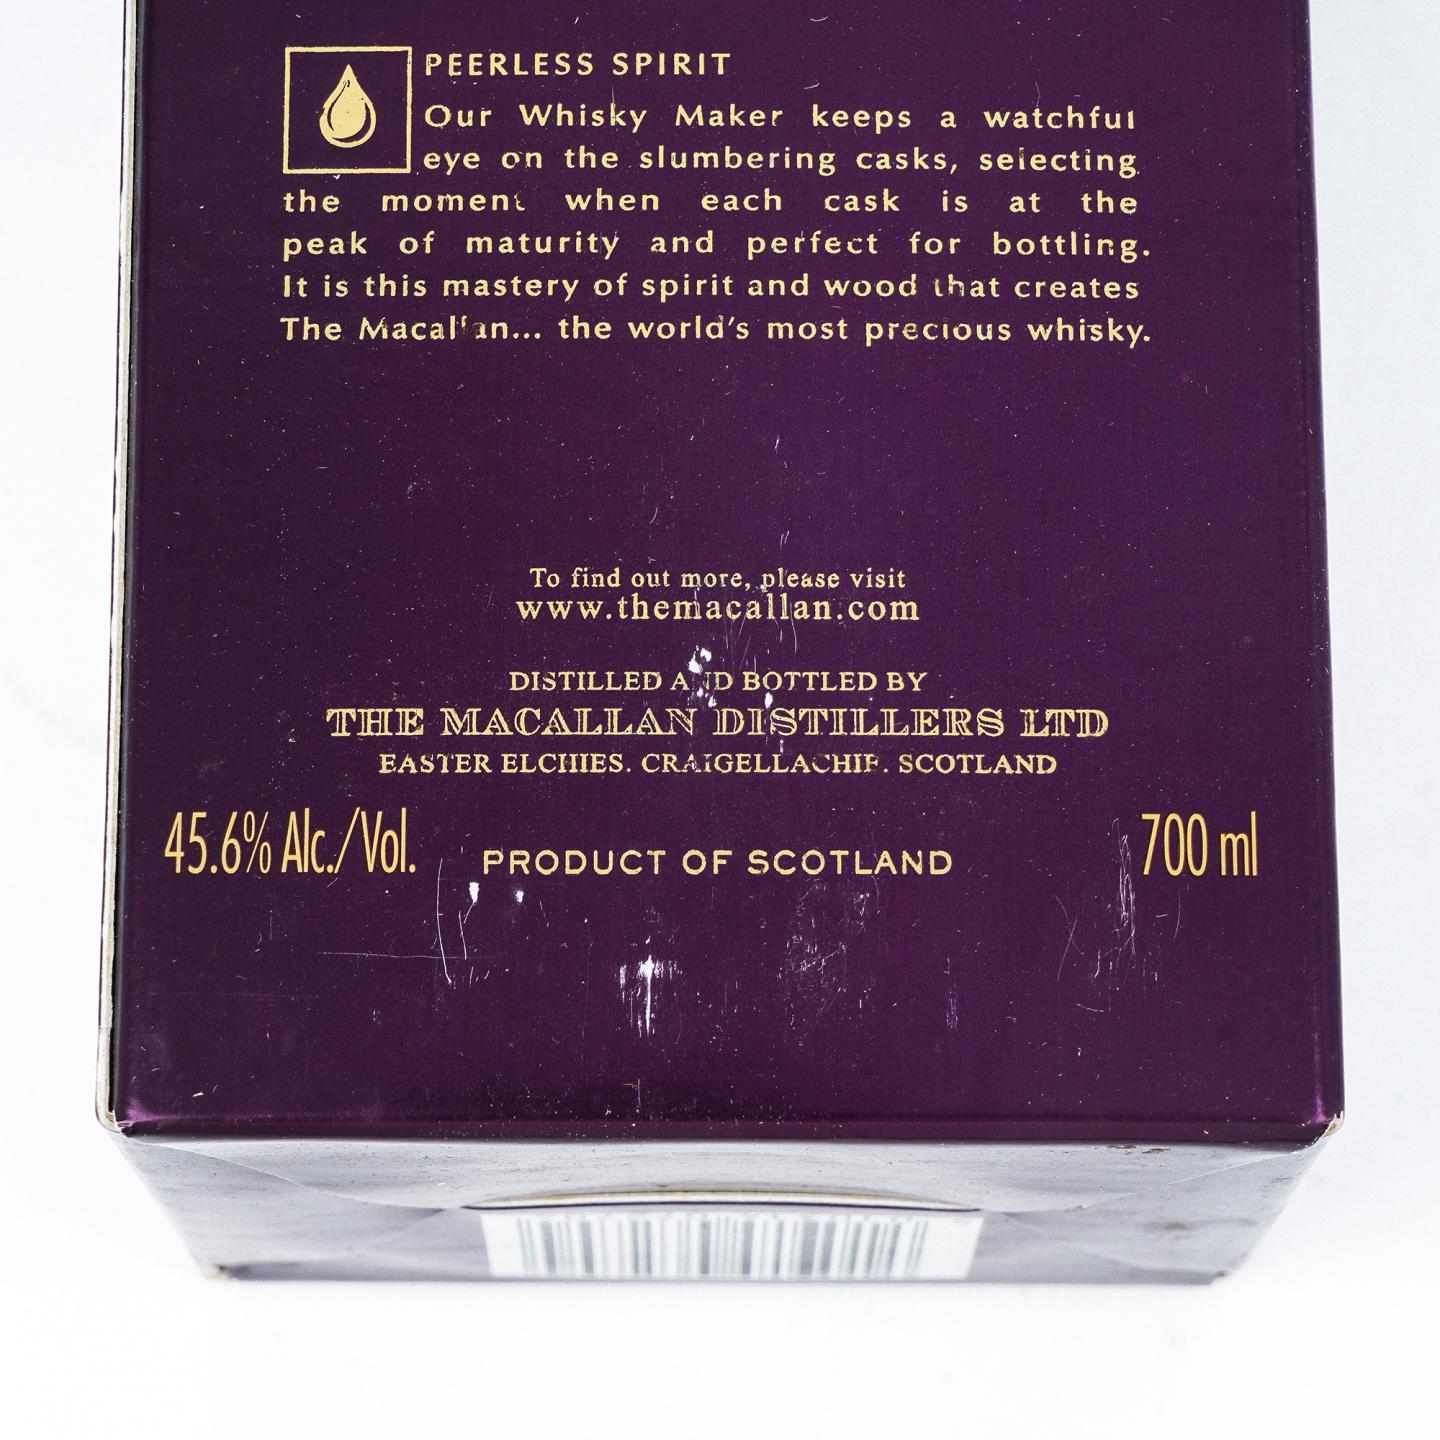 PEERLESS SPIRIT
Our Whisky Maker keeps a watchful
eye on the slumbering casks, selecting
the moment when each cask is at the
peak of maturity and perfect for bottling.
It is this mastery of spirit and wood that creates
The Macallan... the world's most precious whisky.
To find out more, please visit
www.themacallan.com
DISTILLED AND BOTTLED BY
THE MACALLAN DISTILLERS LTD
EASTER ELCHIES. CRAIGELLACHIE. SCOTLAND
45.6% Alc./Vol. PRODUCT OF SCOTLAND 700 ml